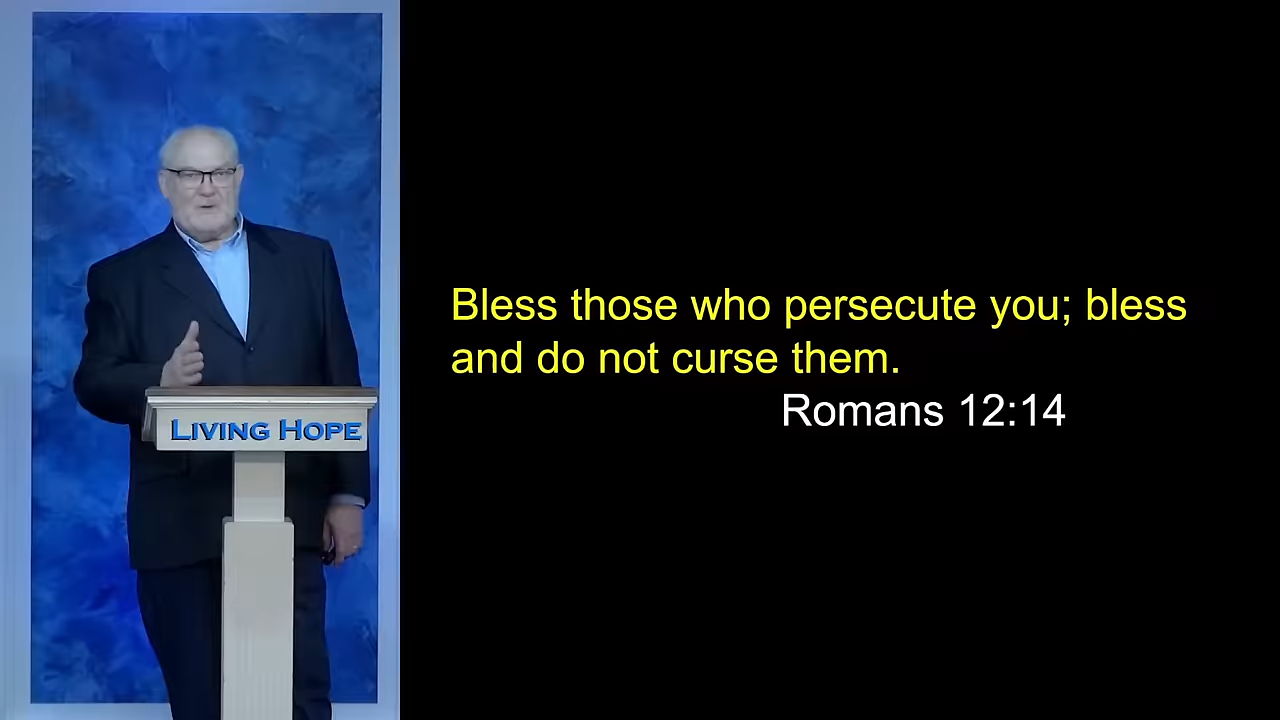 LIVING HOPE
Bless those who persecute you; bless
and do not curse them.
Romans 12:14